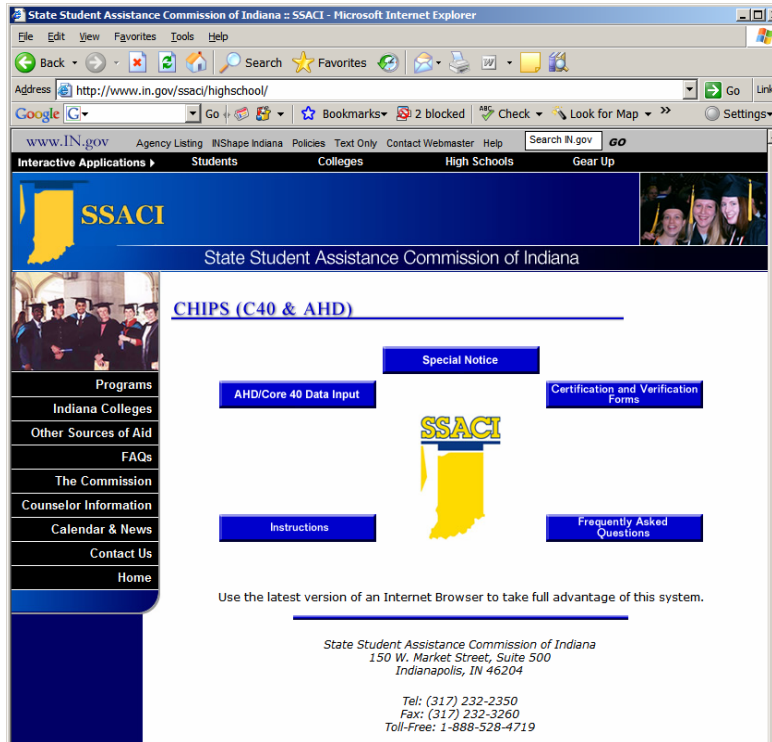 State Student Assistance Commission of Indiana :: SSACI - Microsoft Internet Explorer
File Edit View Favorites Tools Help
Back Search Favorites
Address http://www.in.gov/ssaci/highschool/ Go Link
Google G Go Bookmarks 2 blocked ABC Check Look for Map » Settings
www.IN.gov Agency Listing INShape Indiana Policies Text Only Contact Webmaster Help Search IN.gov GO
Interactive Applications Students Colleges High Schools Gear Up
SSACI
State Student Assistance Commission of Indiana
CHIPS (C40 & AHD)
Special Notice
AHD/Core 40 Data Input
Certification and Verification
Forms
SSACI
Instructions
Frequently Asked
Questions
Programs
Indiana Colleges
Other Sources of Aid
FAQs
The Commission
Counselor Information
Calendar & News
Contact Us
Home
Use the latest version of an Internet Browser to take full advantage of this system.
State Student Assistance Commission of Indiana
150 W. Market Street, Suite 500
Indianapolis, IN 46204
Tel: (317) 232-2350
Fax: (317) 232-3260
Toll-Free: 1-888-528-4719